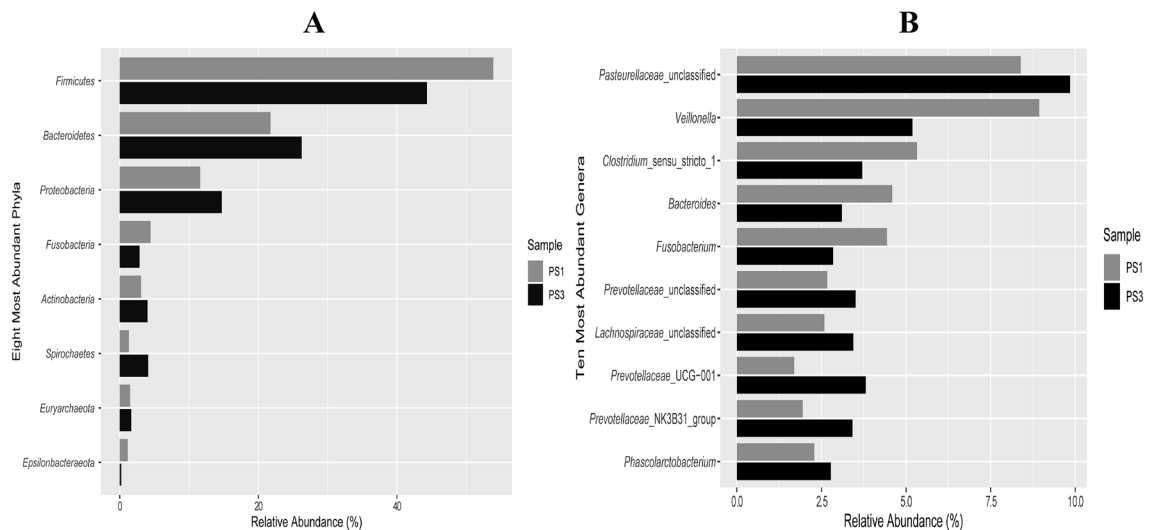 A
Eight Most Abundant Phyla
Firmicutes
Bacteroidetes
Proteobacteria
Fusobacteria
Actinobacteria
Spirochaetes
Euryarchaeota
Epsilonbacteraeota
0
20
40
Relative Abundance (%)
Sample
PS1
PS3
B
Ten Most Abundant Genera
Pasteurellaceae_unclassified
Veillonella
Clostridium_sensu_stricto_1
Bacteroides
Fusobacterium
Prevotellaceae_unclassified
Lachnospiraceae_unclassified
Prevotellaceae_UCG−001
Prevotellaceae_NK3B31_group
Phascolarctobacterium
0.0
2.5
5.0
7.5
10.0
Relative Abundance (%)
Sample
PS1
PS3